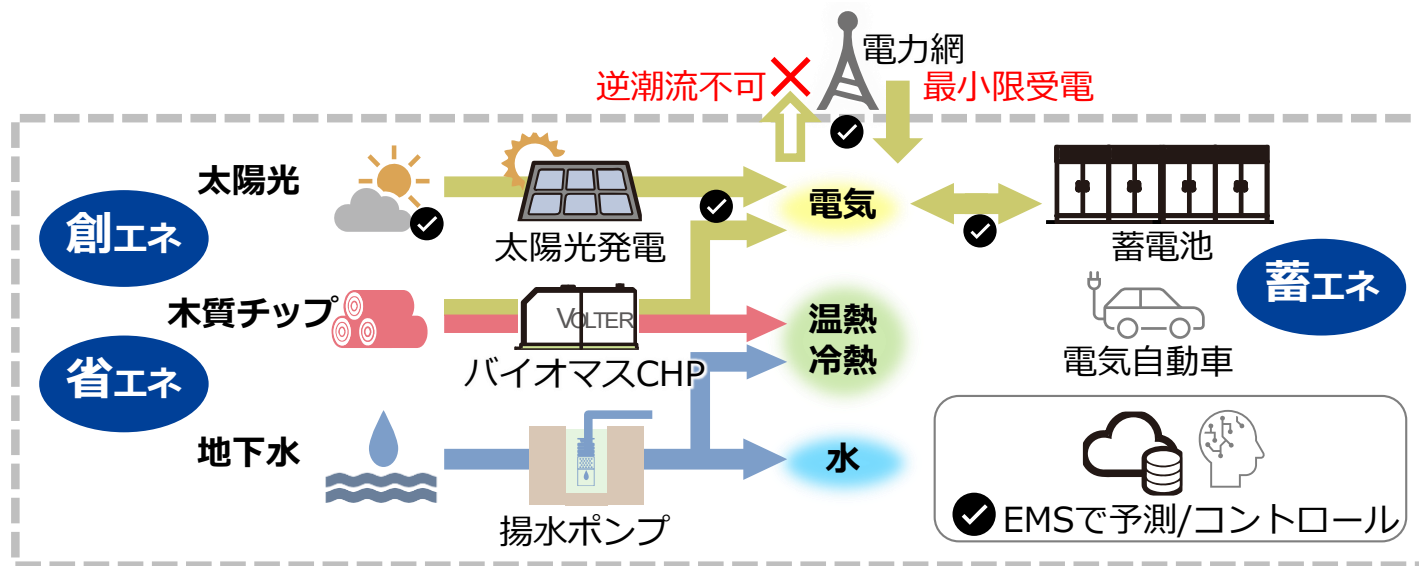 電力網
逆潮流不可
最小限受電
太陽光
創エネ
太陽光発電
電気
蓄電池
蓄エネ
木質チップ
VOLTER
バイオマスCHP
温熱
冷熱
電気自動車
省エネ
地下水
揚水ポンプ
水
EMSで予測/コントロール